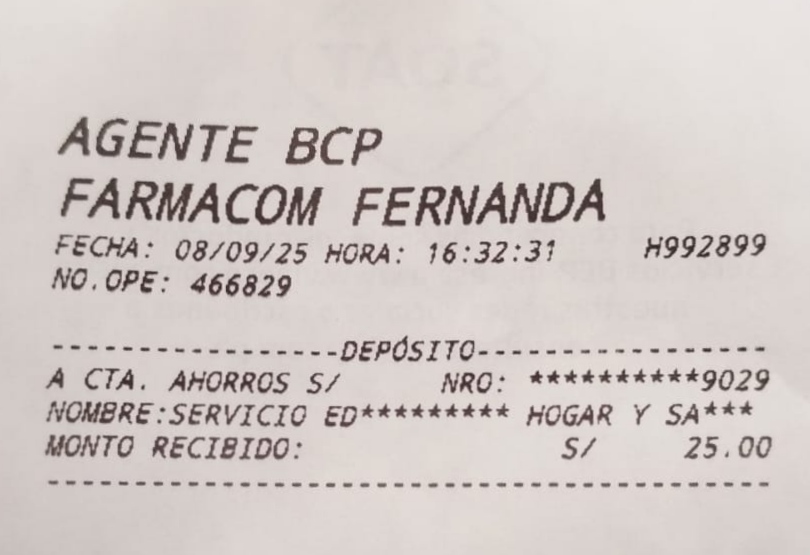 AGENTE BCP
FARMACOM FERNANDA
FECHA: 08/09/25 HORA: 16:32:31 H992899
NO.OPE: 466829
-----------------DEPÓSITO-----------------
A CTA. AHORROS S/ NRO: **********9029
NOMBRE:SERVICIO ED********* HOGAR Y SA***
MONTO RECIBIDO: S/ 25.00
------------------------------------------